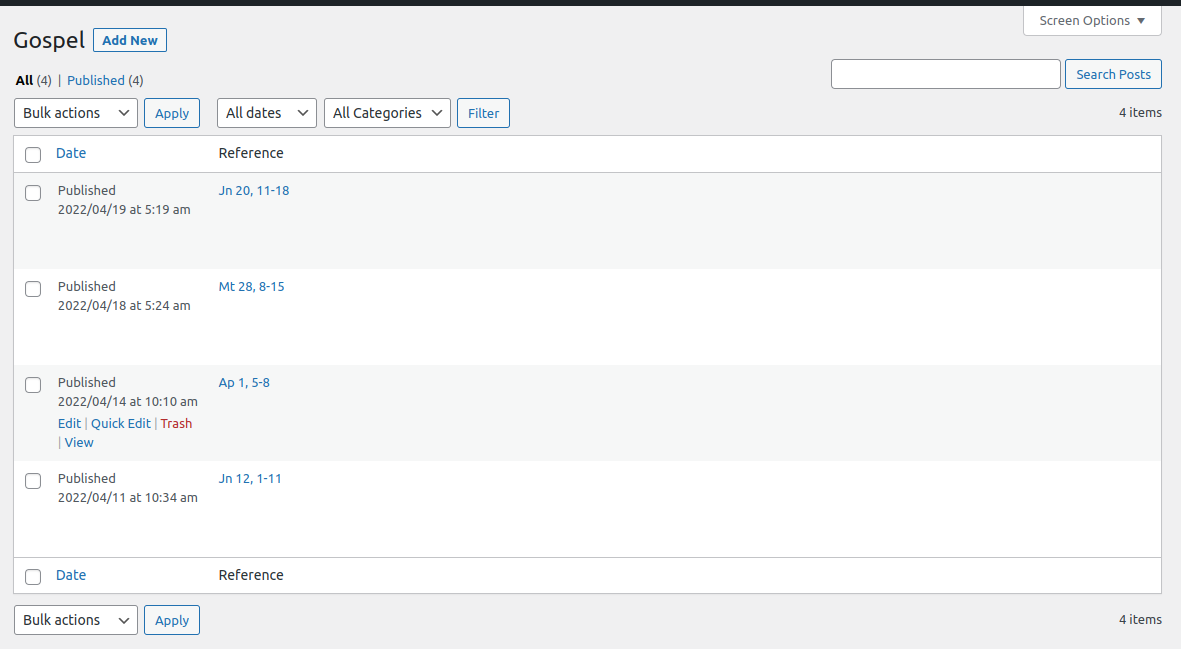 Screen Options ▼
Gospel Add New
All (4) | Published (4)
Search Posts
Bulk actions Apply All dates All Categories Filter 4 items
Date Reference
Published Jn 20, 11-18
2022/04/19 at 5:19 am
Published Mt 28, 8-15
2022/04/18 at 5:24 am
Published Ap 1, 5-8
2022/04/14 at 10:10 am
Edit | Quick Edit | Trash
| View
Published Jn 12, 1-11
2022/04/11 at 10:34 am
Date Reference
Bulk actions Apply 4 items